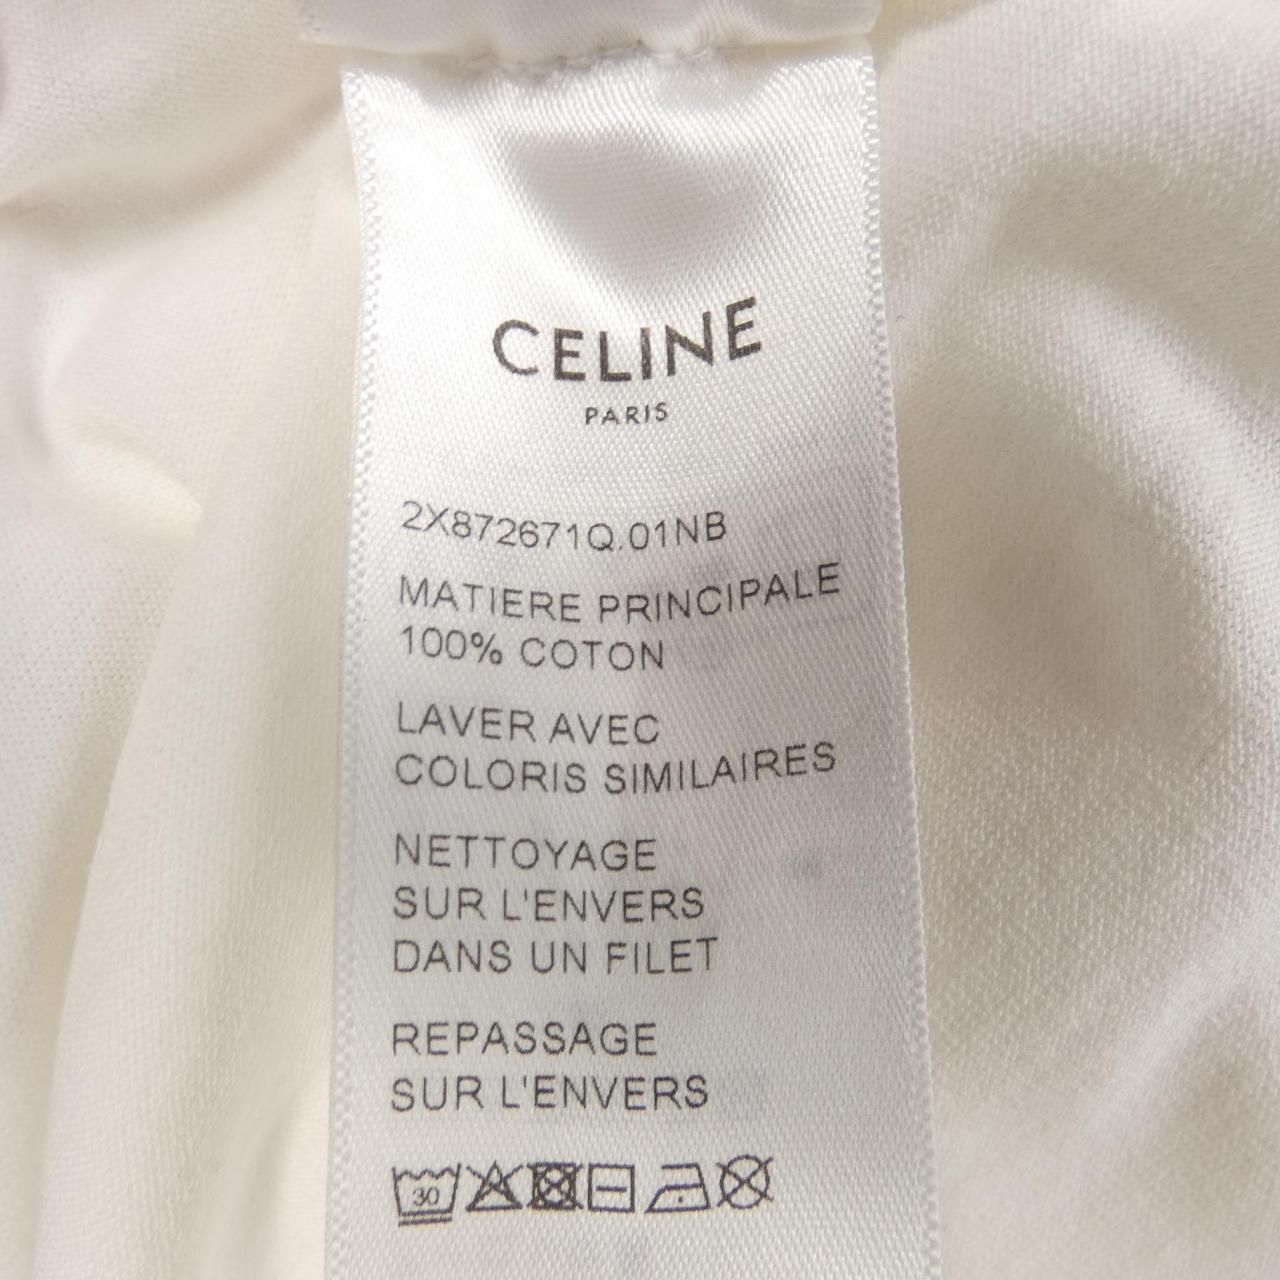 CELINE
PARIS
2X872671Q.01NB
MATIERE PRINCIPALE
100% COTON
LAVER AVEC
COLORIS SIMILAIRES
NETTOYAGE
SUR L'ENVERS
DANS UN FILET
REPASSAGE
SUR L'ENVERS
30